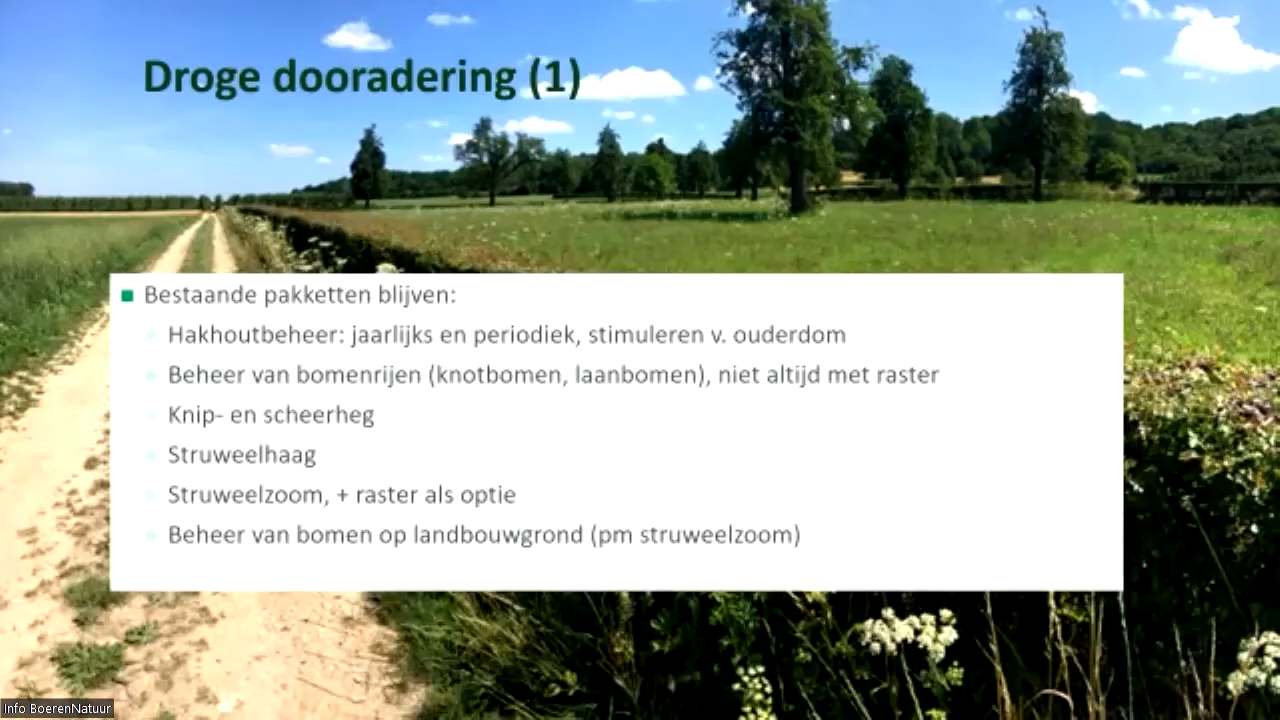 Droge dooradering (1)
Bestaande pakketten blijven:
Hakhoutbeheer: jaarlijks en periodiek, stimuleren v. ouderdom
Beheer van bomenrijen (knotbomen, laanbomen), niet altijd met raster
Knip- en scheerheg
Struweelhaag
Struweelzoom, + raster als optie
Beheer van bomen op landbouwgrond (pm struweelzoom)
Info BoerenNatuur